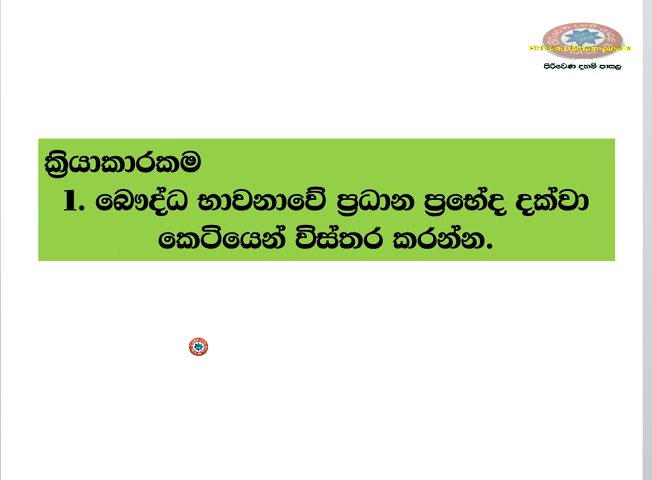 පිරිවෙණ දහම් පාසල
ක්‍රියාකාරකම
1. බෞද්ධ භාවනාවේ ප්‍රධාන ප්‍රභේද දක්වා
කෙටියෙන් විස්තර කරන්න.